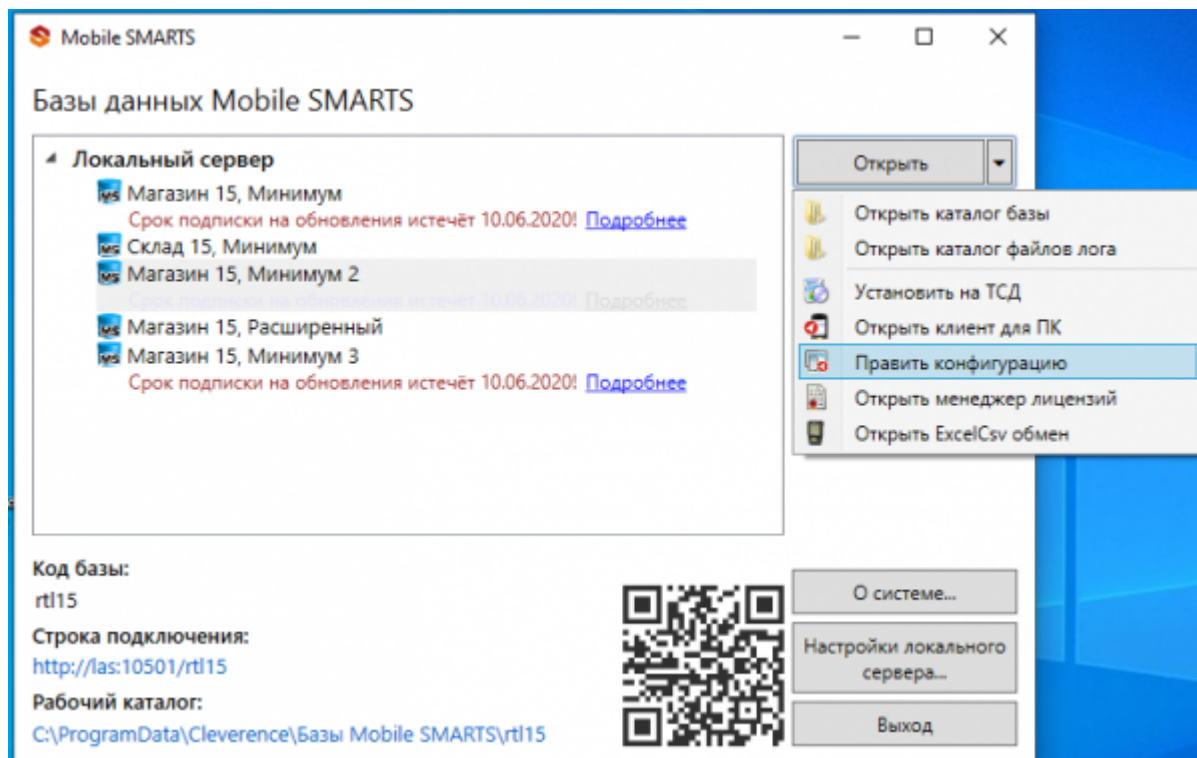 Mobile SMARTS
Базы данных Mobile SMARTS
Локальный сервер
Магазин 15, Минимум
Срок подписки на обновления истечёт 10.06.2020! Подробнее
Склад 15, Минимум
Магазин 15, Минимум 2
Срок подписки на обновления истечёт 10.06.2020! Подробнее
Магазин 15, Расширенный
Магазин 15, Минимум 3
Срок подписки на обновления истечёт 10.06.2020! Подробнее
Открыть
Открыть каталог базы
Открыть каталог файлов лога
Установить на ТСД
Открыть клиент для ПК
Править конфигурацию
Открыть менеджер лицензий
Открыть ExcelCsv обмен
Код базы:
rtl15
Строка подключения:
http://las:10501/rtl15
Рабочий каталог:
C:\ProgramData\Cleverence\Базы Mobile SMARTS\rtl15
О системе...
Настройки локального
сервера...
Выход